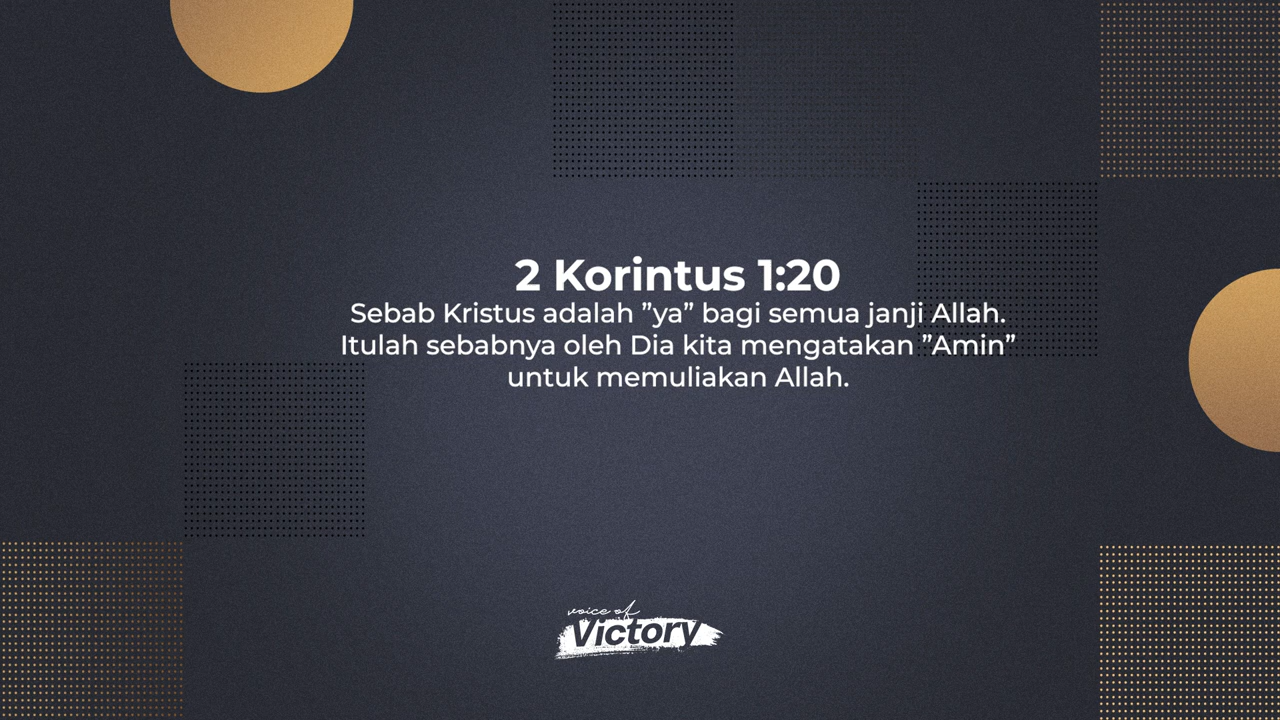 2 Korintus 1:20
Sebab Kristus adalah ”ya” bagi semua janji Allah.
Itulah sebabnya oleh Dia kita mengatakan ”Amin”
untuk memuliakan Allah.
voice of
Victory